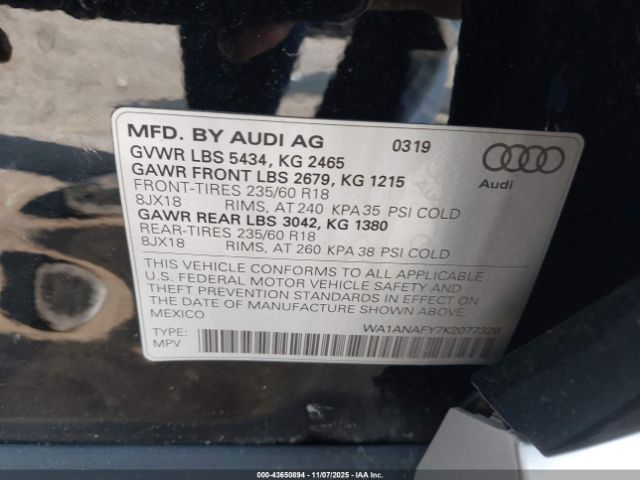 MFD. BY AUDI AG 0319
GVWR LBS 5434, KG 2465
GAWR FRONT LBS 2679, KG 1215
FRONT-TIRES 235/60 R18
8JX18 RIMS, AT 240 KPA 35 PSI COLD
GAWR REAR LBS 3042, KG 1380
REAR-TIRES 235/60 R18
8JX18 RIMS, AT 260 KPA 38 PSI COLD
Audi
THIS VEHICLE CONFORMS TO ALL APPLICABLE
U.S. FEDERAL MOTOR VEHICLE SAFETY AND
THEFT PREVENTION STANDARDS IN EFFECT ON
THE DATE OF MANUFACTURE SHOWN ABOVE.
MEXICO
TYPE: WA1ANAFY7K2077328
MPV
000-43650894 - 11/07/2025 - IAA Inc.